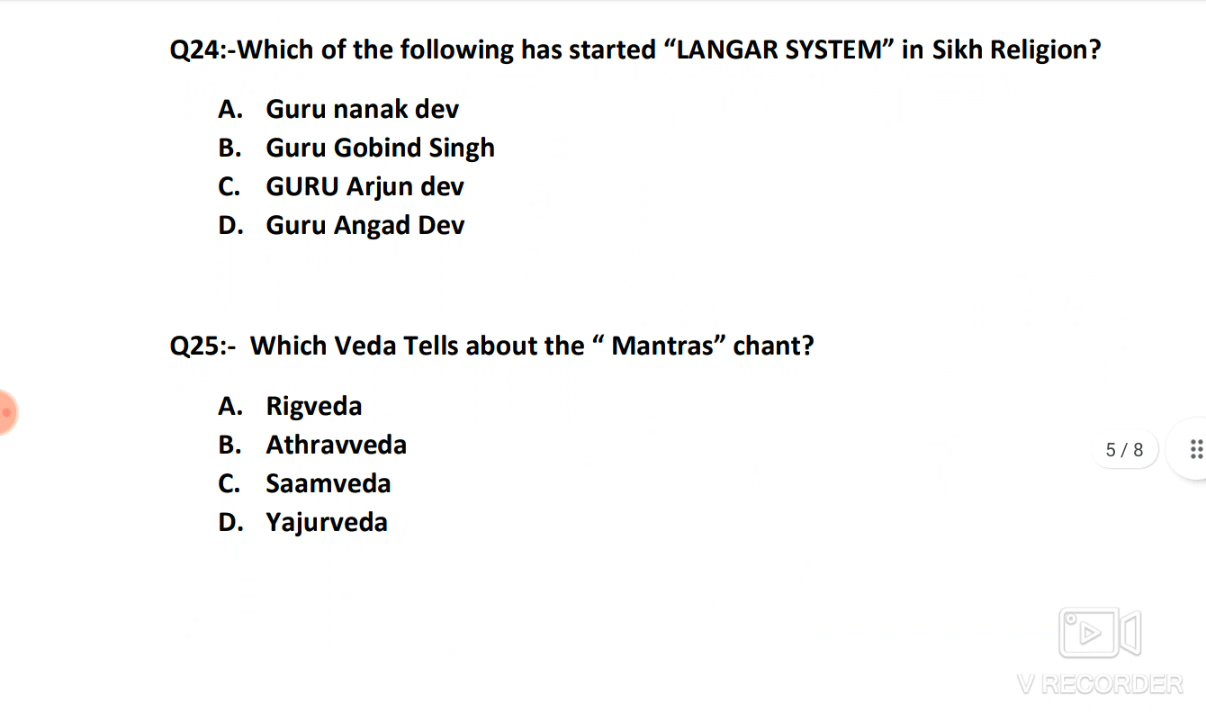 Q24:-Which of the following has started “LANGAR SYSTEM” in Sikh Religion?
A. Guru nanak dev
B. Guru Gobind Singh
C. GURU Arjun dev
D. Guru Angad Dev
Q25:- Which Veda Tells about the “ Mantras” chant?
A. Rigveda
B. Athravveda
C. Saamveda
D. Yajurveda
5 / 8
V RECORDER